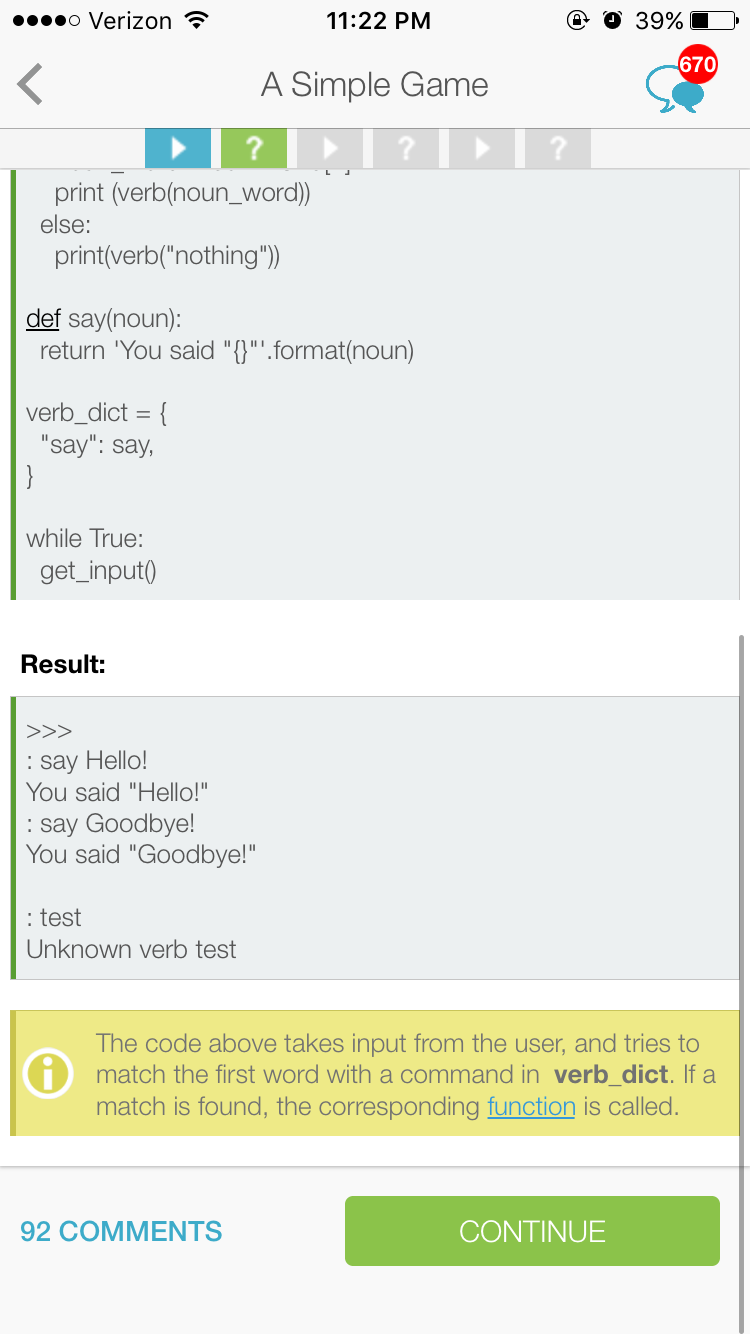 Verizon 11:22 PM 39%
A Simple Game
670
? ? ?
print (verb(noun_word))
else:
print(verb("nothing"))
def say(noun):
return 'You said "{}"'.format(noun)
verb_dict = {
"say": say,
}
while True:
get_input()
Result:
>>>
: say Hello!
You said "Hello!"
: say Goodbye!
You said "Goodbye!"
: test
Unknown verb test
The code above takes input from the user, and tries to
match the first word with a command in verb_dict. If a
match is found, the corresponding function is called.
92 COMMENTS CONTINUE